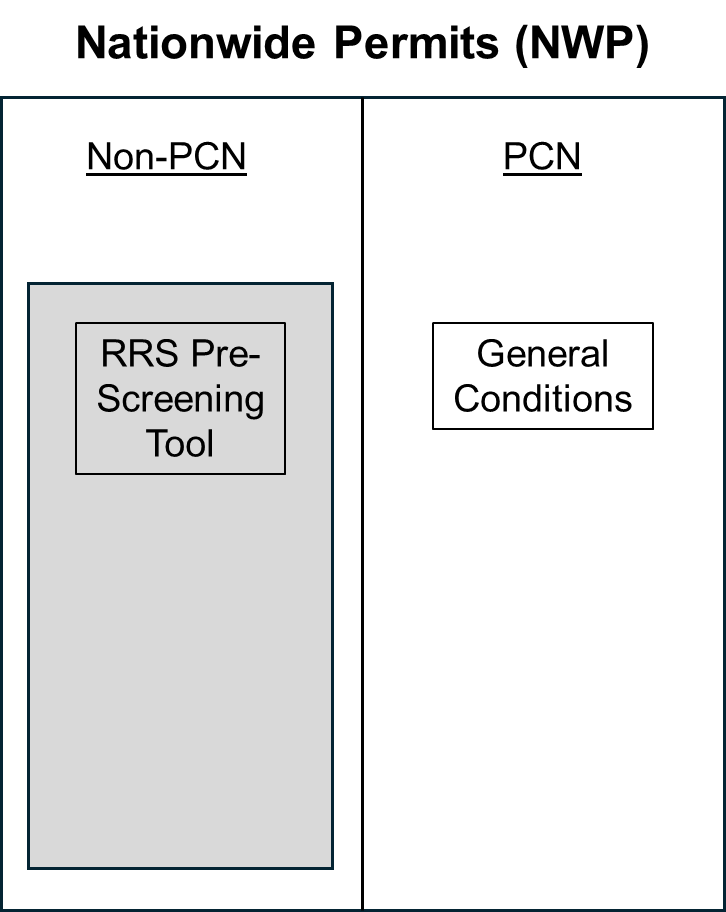 Nationwide Permits (NWP)
Non-PCN
PCN
RRS Pre-
Screening
Tool
General
Conditions